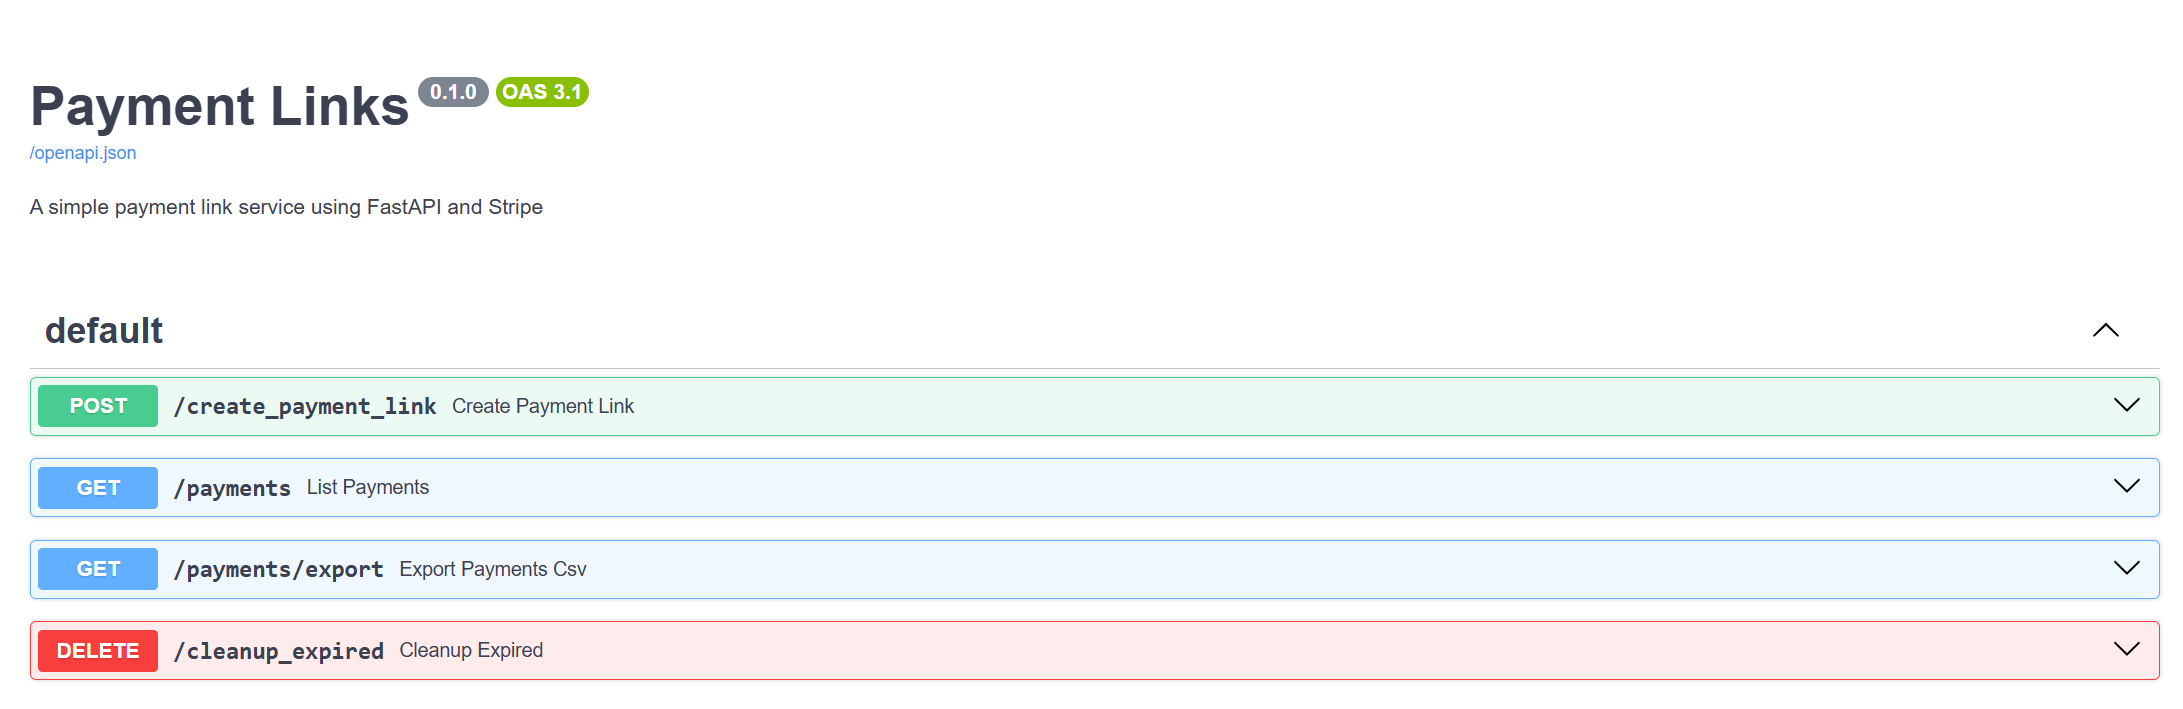 Payment Links 0.1.0 OAS 3.1
/openapi.json
A simple payment link service using FastAPI and Stripe
default
POST /create_payment_link Create Payment Link
GET /payments List Payments
GET /payments/export Export Payments Csv
DELETE /cleanup_expired Cleanup Expired